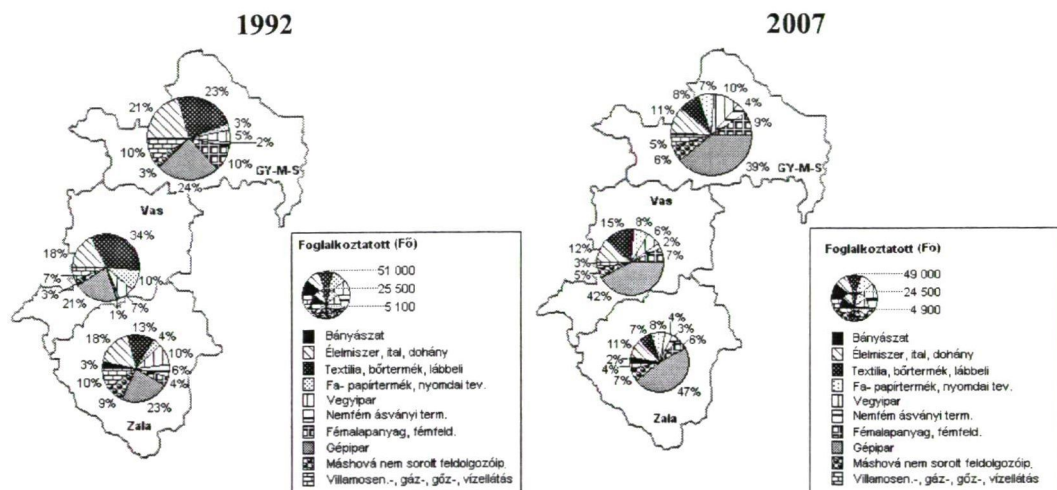 1992
23%
21%
3%
5%
2%
10%
10%
3%
24%
GY-M-S
Vas
34%
18%
10%
7%
7%
3%
21%
1%
13%
18%
4%
10%
3%
6%
10%
4%
9%
23%
Zala
Foglalkoztatott (Fő)
51 000
25 500
5 100
Bányászat
Élelmiszer, ital, dohány
Textilia, bőrtermék, lábbeli
Fa- papírtermék, nyomdai tev.
Vegyipar
Nemfém ásványi term.
Fémalapanyag, fémfeld.
Gépipar
Máshová nem sorolt feldolgozóip.
Villamosen.-, gáz-, gőz-, vízellátás
2007
7%
10%
8%
4%
11%
9%
5%
6%
39%
GY-M-S
Vas
15%
8%
6%
12%
2%
3%
7%
5%
42%
7%
8%
4%
3%
11%
6%
2%
4%
7%
47%
Zala
Foglalkoztatott (Fő)
49 000
24 500
4 900
Bányászat
Élelmiszer, ital, dohány
Textilia, bőrtermék, lábbeli
Fa- papírtermék, nyomdai tev.
Vegyipar
Nemfém ásványi term.
Fémalapanyag, fémfeld.
Gépipar
Máshová nem sorolt feldolgozóip.
Villamosen.-, gáz-, gőz-, vízellátás